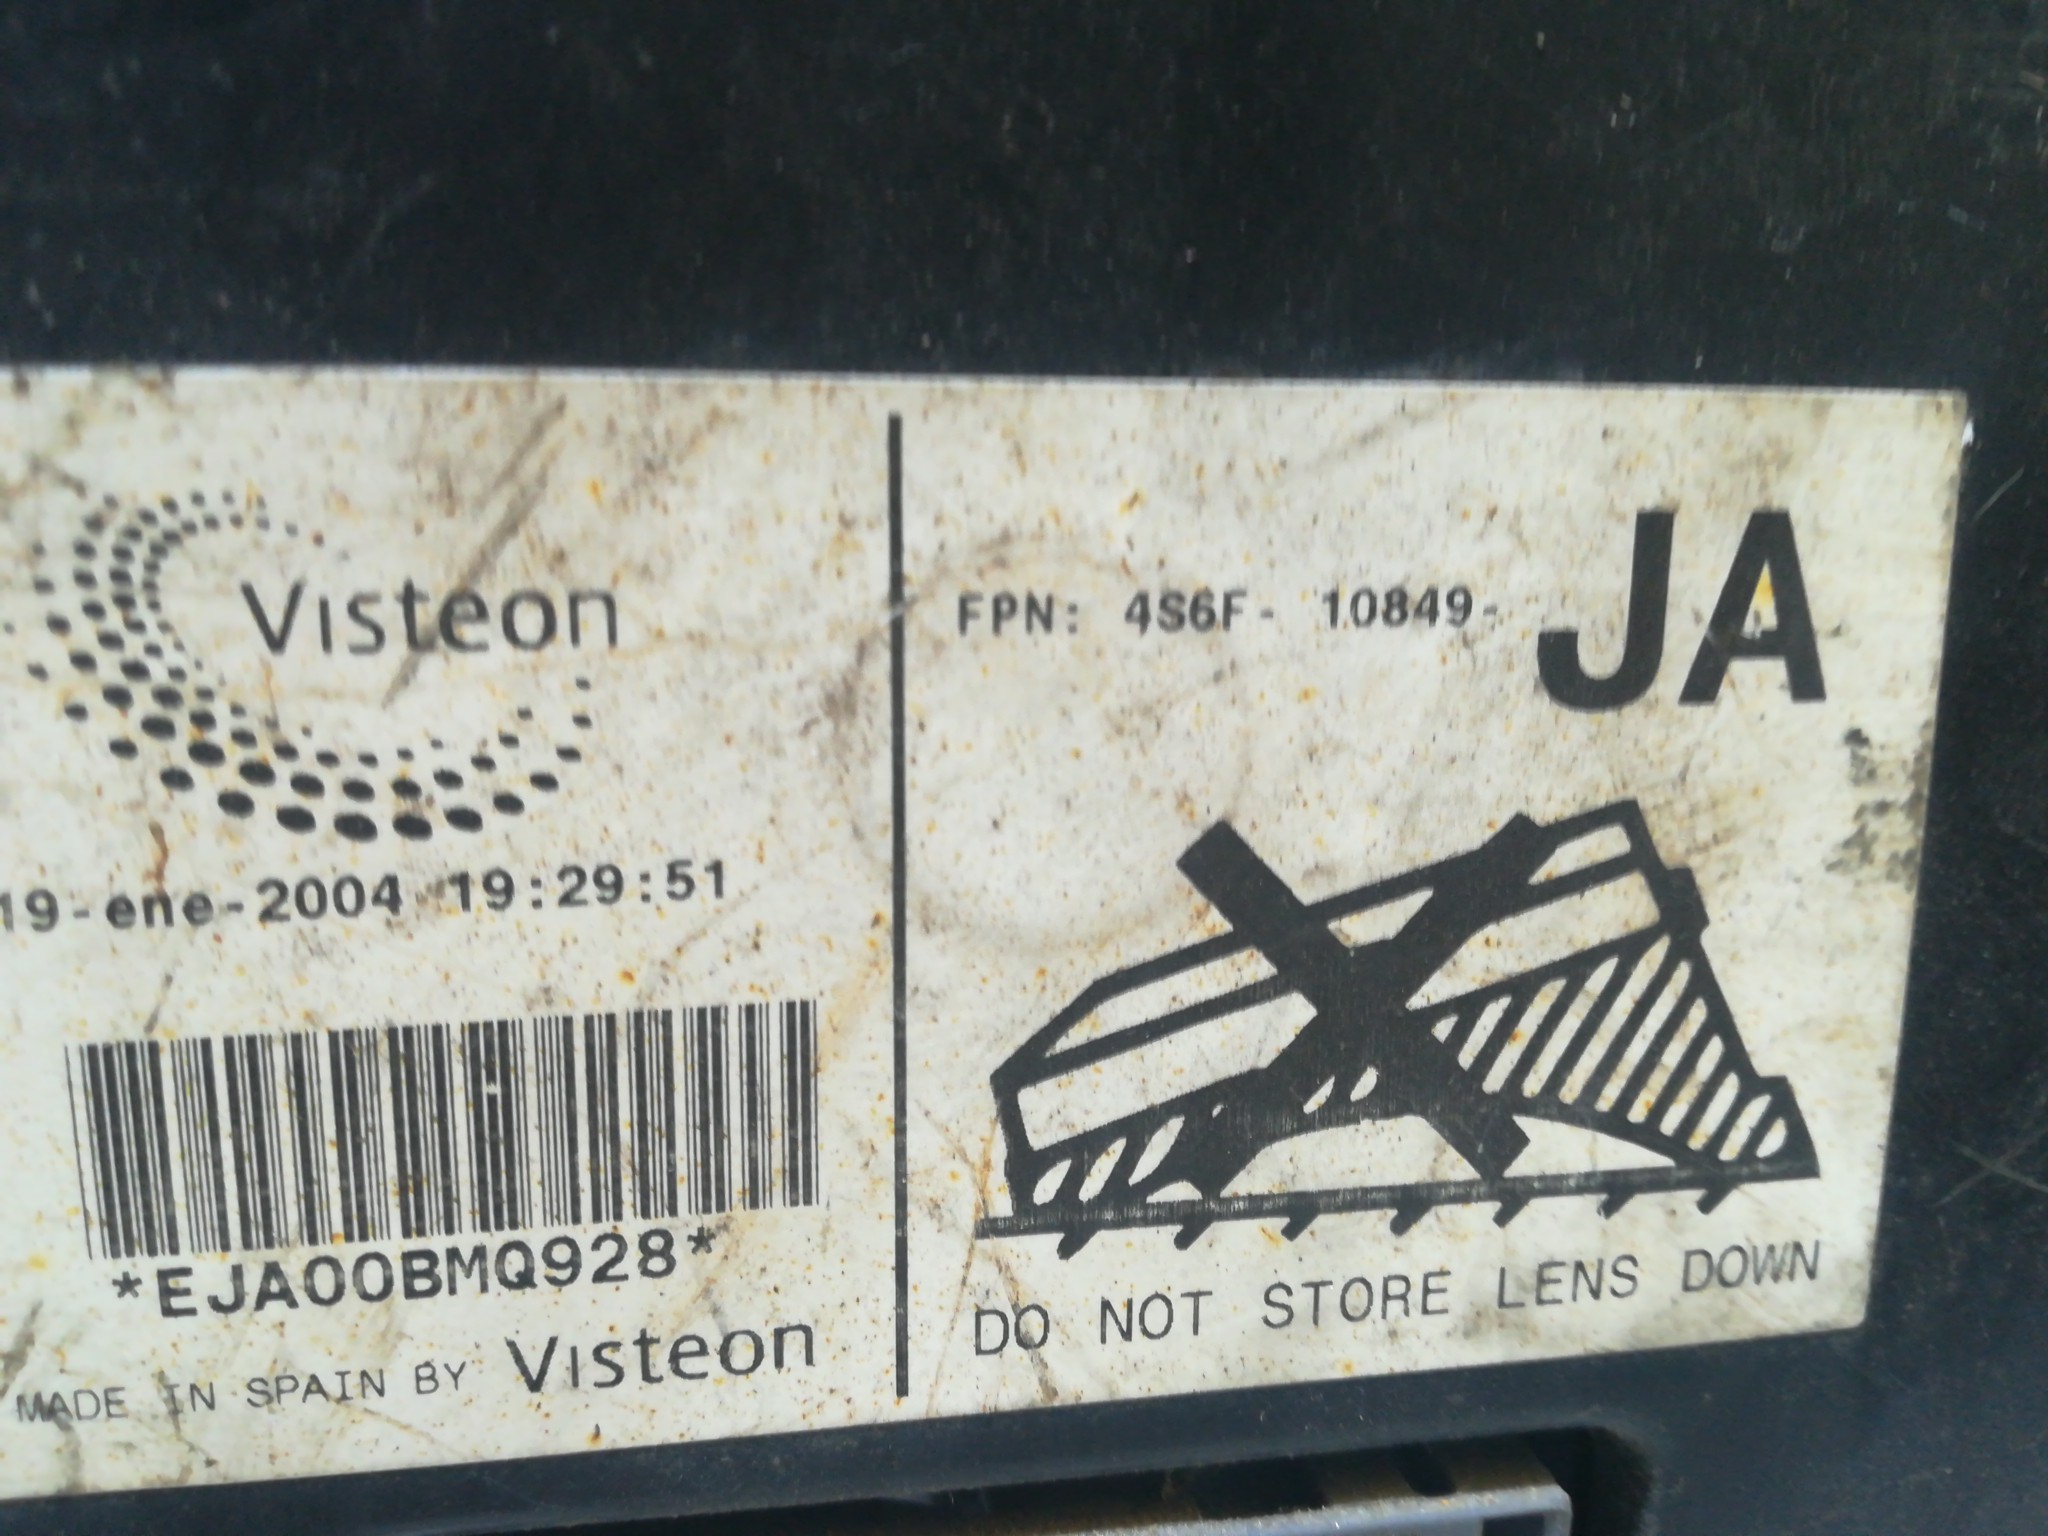 Visteon
19-ene-2004 19:29:51
*EJA00BMQ928*
MADE IN SPAIN BY Visteon
FPN: 4S6F- 10849- JA
DO NOT STORE LENS DOWN